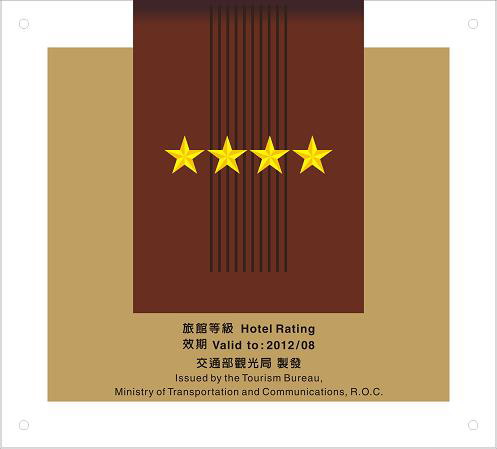 旅館等級 Hotel Rating
效期 Valid to: 2012/08
交通部觀光局 製發
Issued by the Tourism Bureau,
Ministry of Transportation and Communications, R.O.C.